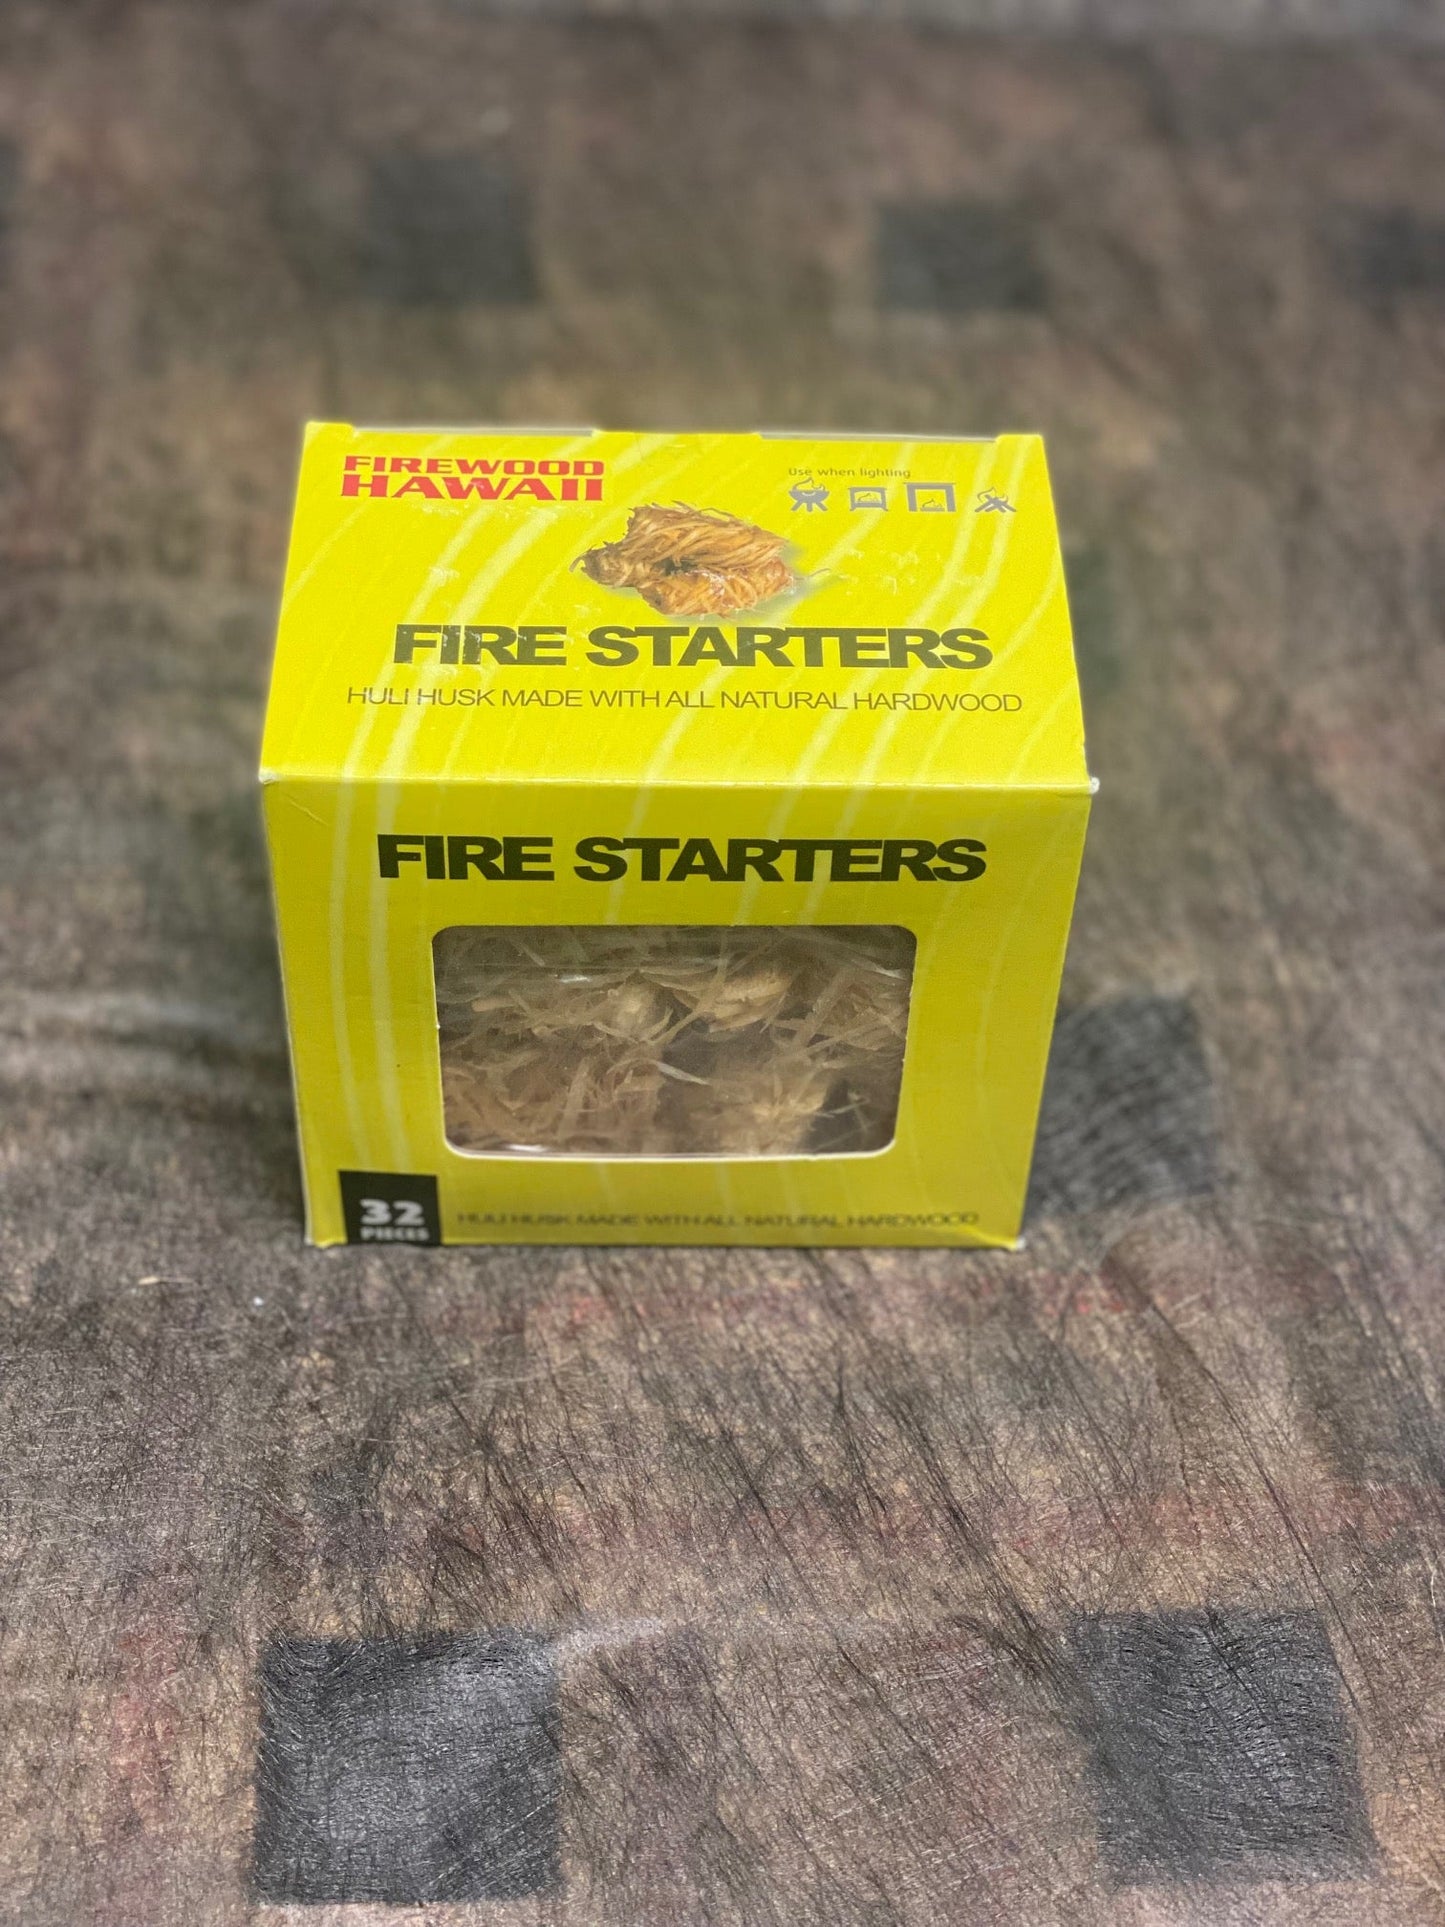 FIREWOOD
HAWAII
Use when lighting
FIRE STARTERS
HULI HUSK MADE WITH ALL NATURAL HARDWOOD
FIRE STARTERS
32
PIECES
HULI HUSK MADE WITH ALL NATURAL HARDWOOD